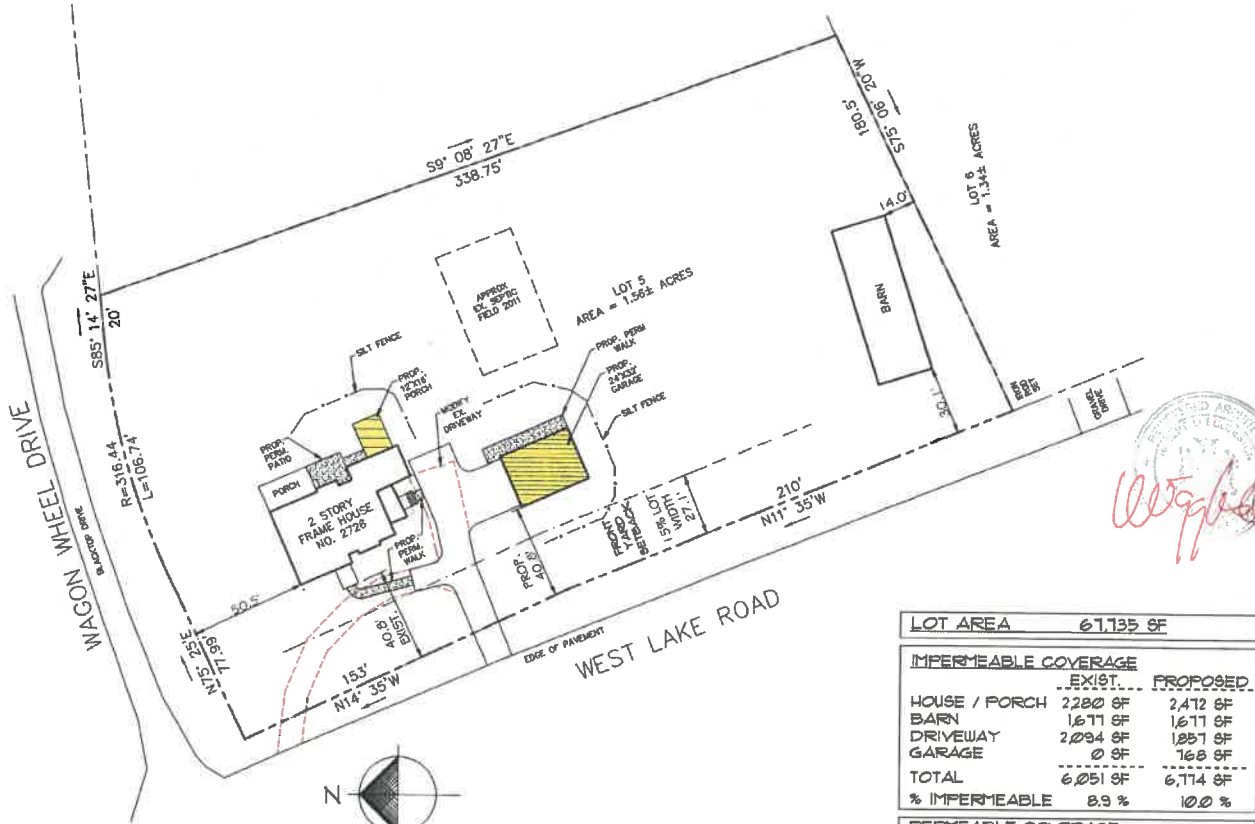 S9° 08' 27"E
338.75'
180.5'
S75° 06' 20"W
LOT 6
AREA = 1.34± ACRES
14.0'
BARN
30.1'
IRON
ROD
SET
GRAVEL
DRIVE
APPROX
EX. SEPTIC
FIELD 2011
LOT 5
AREA = 1.56± ACRES
S85° 14' 27"E
20'
R=316.44
L=106.74'
WAGON WHEEL DRIVE
BLACKTOP DRIVE
SILT FENCE
PROP.
12'X16'
PORCH
MODIFY
EX.
DRIVEWAY
PROP. PERM
WALK
PROP.
24'X32'
GARAGE
SILT FENCE
PROP.
PERM.
PATIO
PORCH
2 STORY
FRAME HOUSE
NO. 2726
PROP.
PERM.
WALK
50.5'
N75° 25'E
77.99'
40.8'
EXIST.
PROP.
40.8'
FRONT
YARD
SETBACK
15% LOT
WIDTH
27.1'
210'
N11° 35'W
153'
N14° 35'W
EDGE OF PAVEMENT
WEST LAKE ROAD
N
LOT AREA 67,735 SF
IMPERMEABLE COVERAGE
EXIST. PROPOSED
HOUSE / PORCH 2,280 SF 2,472 SF
BARN 1,677 SF 1,677 SF
DRIVEWAY 2,094 SF 1,857 SF
GARAGE 0 SF 768 SF
TOTAL 6,051 SF 6,774 SF
% IMPERMEABLE 8.9 % 10.0 %
PERMEABLE COVERAGE